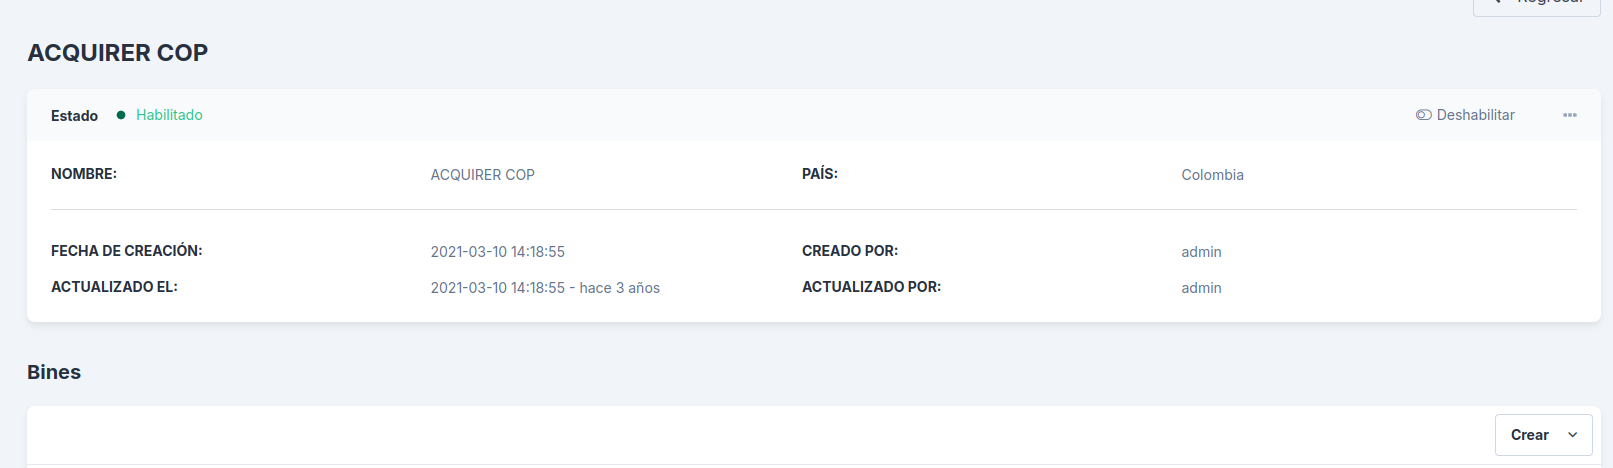 Regresar
ACQUIRER COP
Estado Habilitado Deshabilitar
NOMBRE: ACQUIRER COP PAÍS: Colombia
FECHA DE CREACIÓN: 2021-03-10 14:18:55 CREADO POR: admin
ACTUALIZADO EL: 2021-03-10 14:18:55 - hace 3 años ACTUALIZADO POR: admin
Bines
Crear